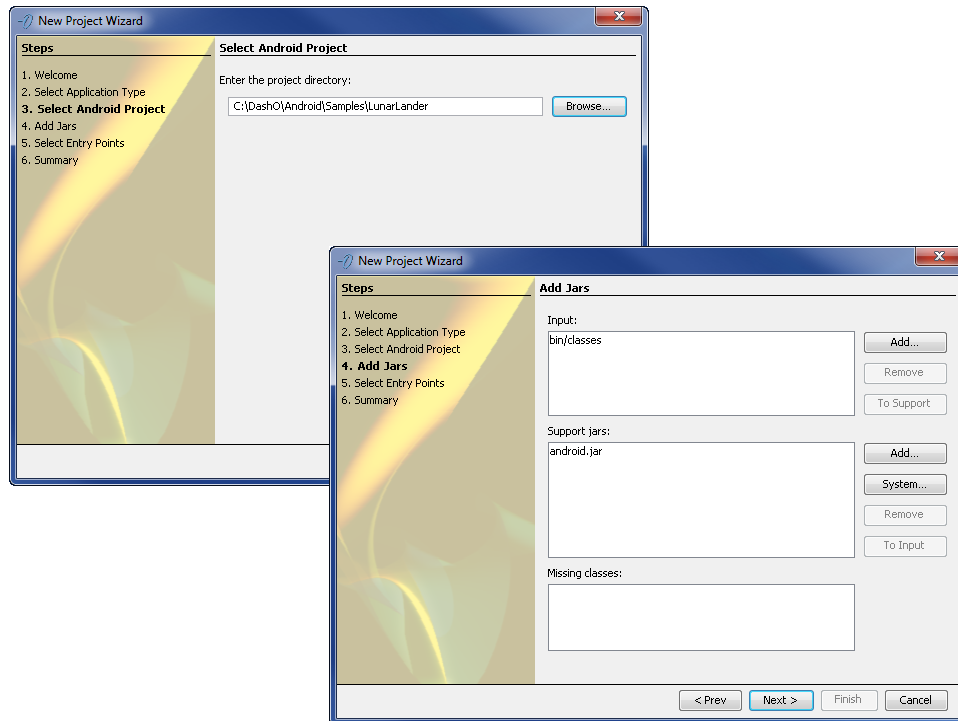 New Project Wizard
Steps
1. Welcome
2. Select Application Type
3. Select Android Project
4. Add Jars
5. Select Entry Points
6. Summary
Select Android Project
Enter the project directory:
C:\DashO\Android\Samples\LunarLander
Browse...
New Project Wizard
Steps
1. Welcome
2. Select Application Type
3. Select Android Project
4. Add Jars
5. Select Entry Points
6. Summary
Add Jars
Input:
bin/classes
Add...
Remove
To Support
Support jars:
android.jar
Add...
System...
Remove
To Input
Missing classes:
< Prev
Next >
Finish
Cancel